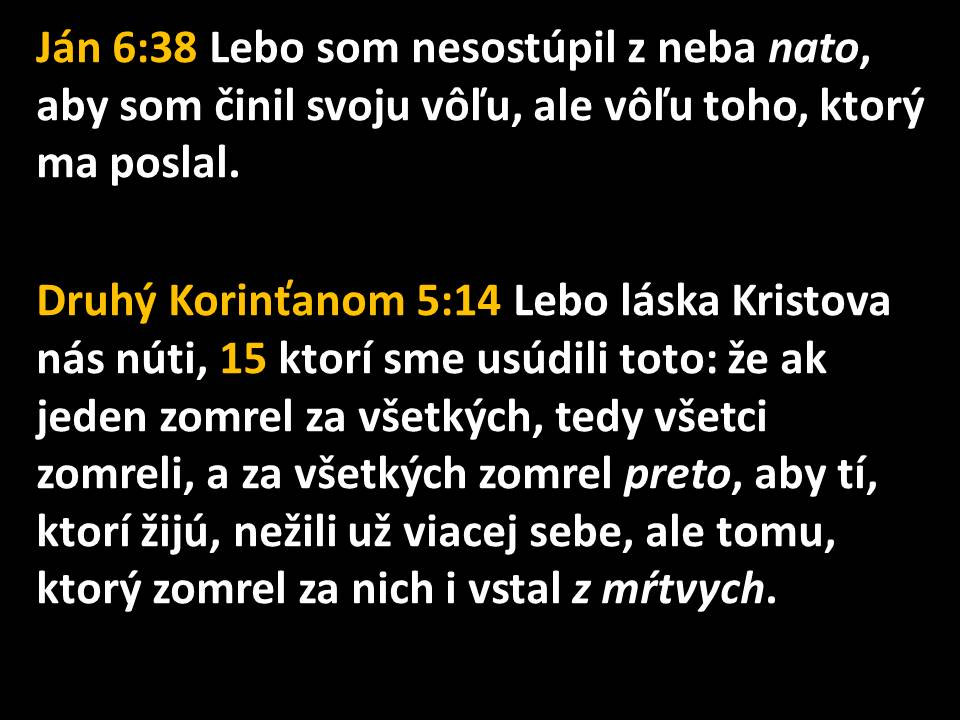 Ján 6:38 Lebo som nesostúpil z neba nato,
aby som činil svoju vôľu, ale vôľu toho, ktorý
ma poslal.
Druhý Korinťanom 5:14 Lebo láska Kristova
nás núti, 15 ktorí sme usúdili toto: že ak
jeden zomrel za všetkých, tedy všetci
zomreli, a za všetkých zomrel preto, aby tí,
ktorí žijú, nežili už viacej sebe, ale tomu,
ktorý zomrel za nich i vstal z mŕtvych.